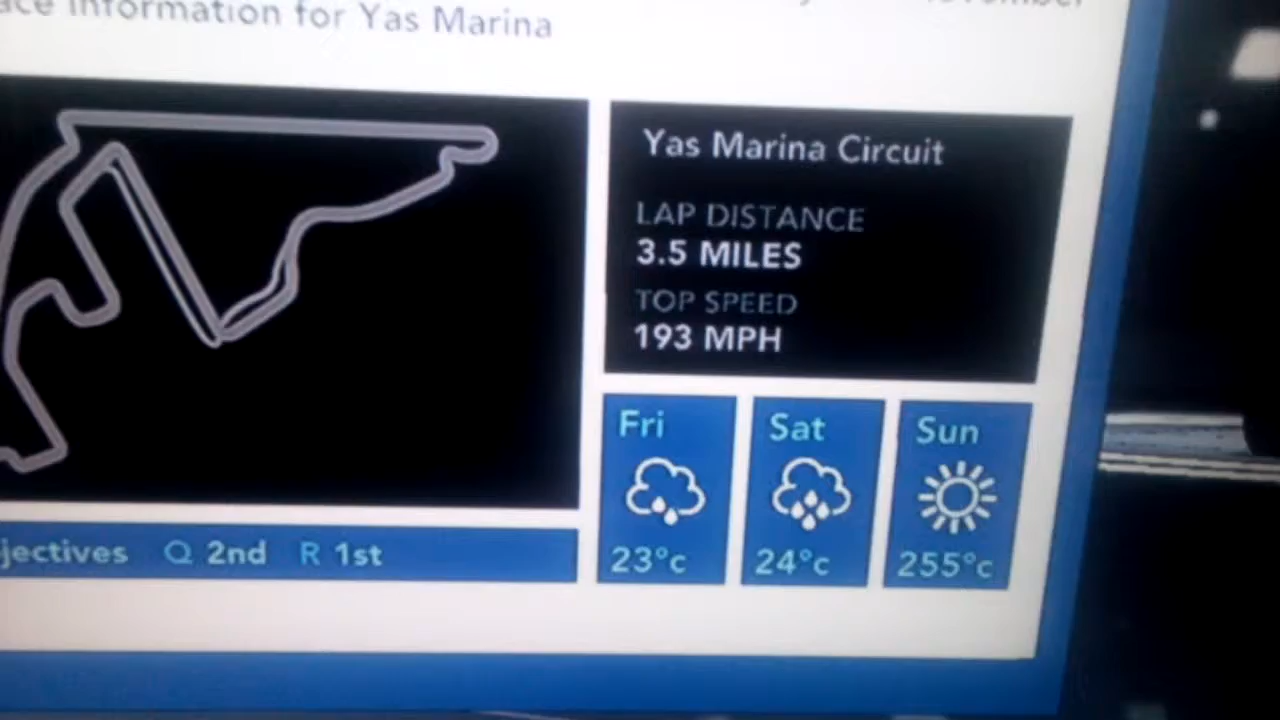 Information for Yas Marina
Yas Marina Circuit
LAP DISTANCE
3.5 MILES
TOP SPEED
193 MPH
Fri
23°c
Sat
24°c
Sun
255°c
jectives Q 2nd R 1st